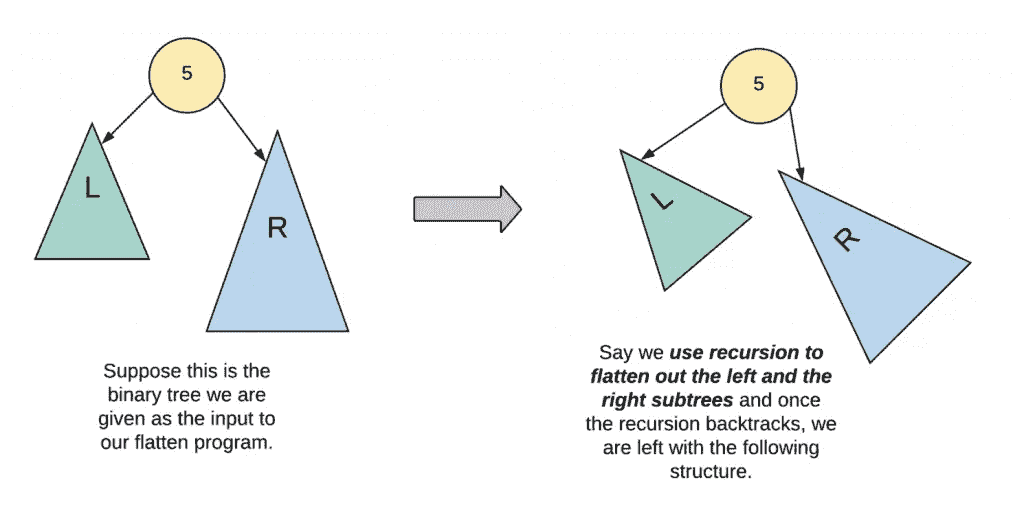 5
L
R
Suppose this is the
binary tree we are
given as the input to
our flatten program.
5
L
R
Say we use recursion to
flatten out the left and the
right subtrees and once
the recursion backtracks, we
are left with the following
structure.